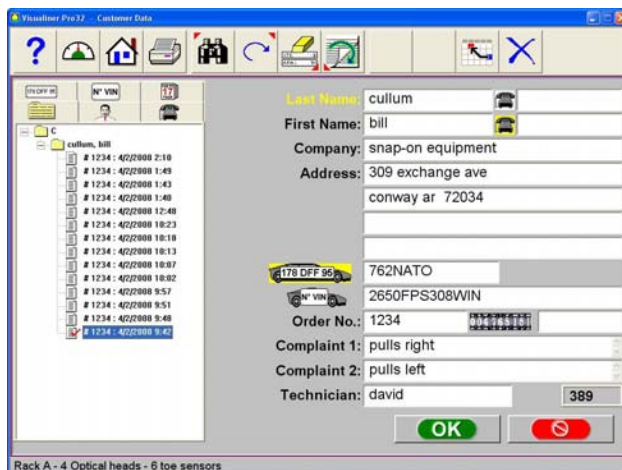 Visualiner Pro32 - Customer Data
?
178 DFF 95
N° VIN
17
C
cullum, bill
# 1234 : 4/2/2008 2:10
# 1234 : 4/2/2008 1:49
# 1234 : 4/2/2008 1:43
# 1234 : 4/2/2008 1:40
# 1234 : 4/2/2008 12:48
# 1234 : 4/2/2008 10:23
# 1234 : 4/2/2008 10:18
# 1234 : 4/2/2008 10:13
# 1234 : 4/2/2008 10:07
# 1234 : 4/2/2008 10:02
# 1234 : 4/2/2008 9:57
# 1234 : 4/2/2008 9:51
# 1234 : 4/2/2008 9:48
# 1234 : 4/2/2008 9:42
Last Name: cullum
First Name: bill
Company: snap-on equipment
Address: 309 exchange ave
conway ar 72034
178 DFF 95 762NATO
N° VIN 2650FPS308WIN
Order No.: 1234
Complaint 1: pulls right
Complaint 2: pulls left
Technician: david 389
OK
Rack A - 4 Optical heads - 6 toe sensors